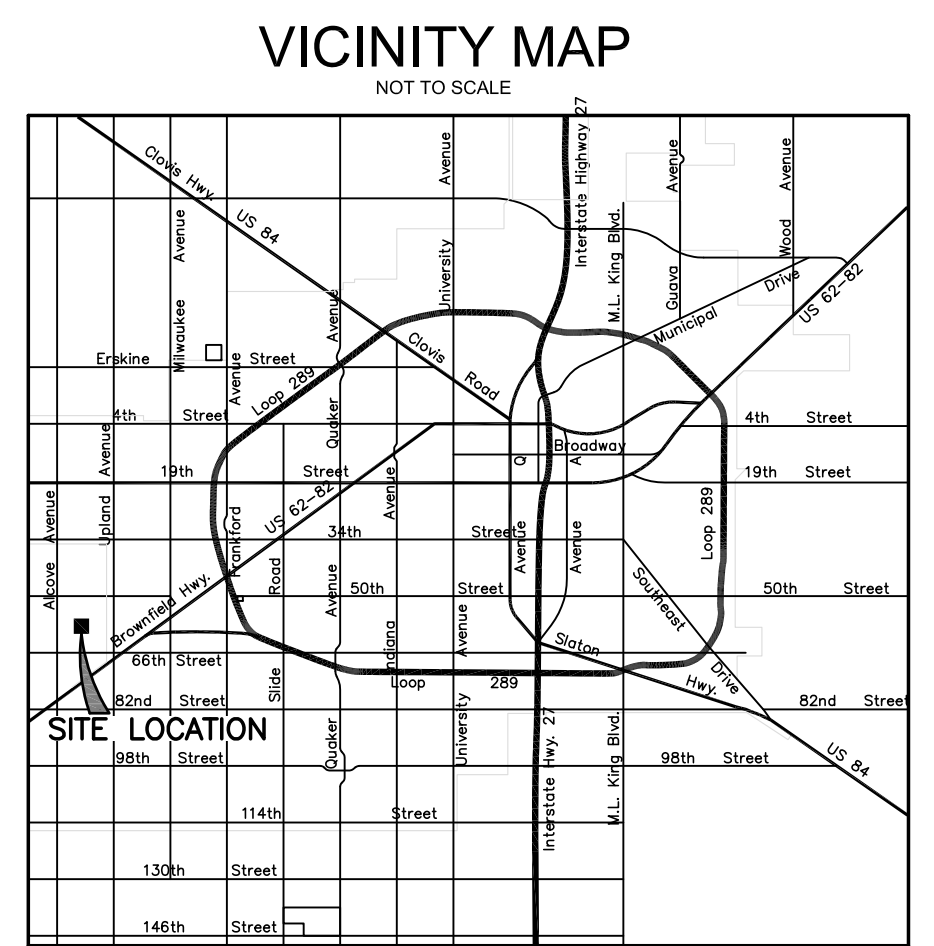 VICINITY MAP
NOT TO SCALE
Interstate Highway 27
Clovis Hwy.
US 84
Avenue
Milwaukee
Avenue
University
Avenue
Quaker
Avenue
M.L. King Blvd.
Avenue
Guava
Avenue
Wood
Municipal Drive
US 62-82
Erskine Street
Avenue
Loop 289
Clovis Road
4th Street
4th Street
Broadway
Avenue
Upland
19th Street
19th Street
Avenue Q
Avenue A
US 62-82
Avenue
Indiana
Avenue
Alcove
Frankford
34th Street
Loop 289
Road
Slide
Avenue
Quaker
50th Street
50th Street
Southeast Drive
Brownfield Hwy.
Avenue
University
Slaton Hwy.
66th Street
Loop 289
82nd Street
82nd Street
SITE LOCATION
Interstate Hwy. 27
M.L. King Blvd.
98th Street
98th Street
US 84
114th Street
130th Street
146th Street